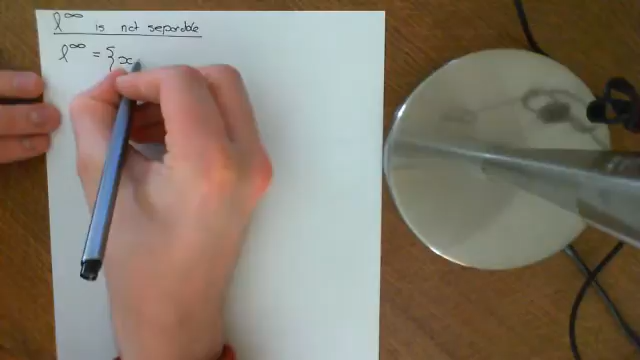 l^∞ is not separable
l^∞ = {x